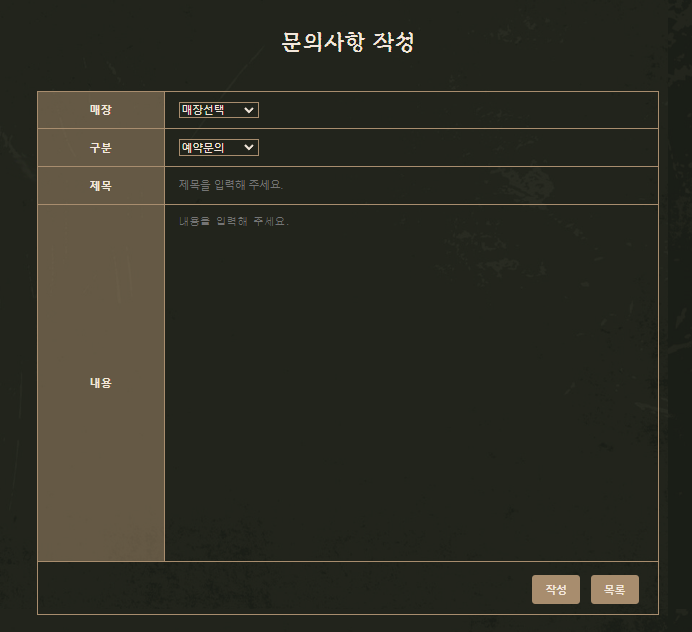 문의사항 작성
매장 매장선택
구분 예약문의
제목 제목을 입력해 주세요.
내용을 입력해 주세요.
내용
작성 목록